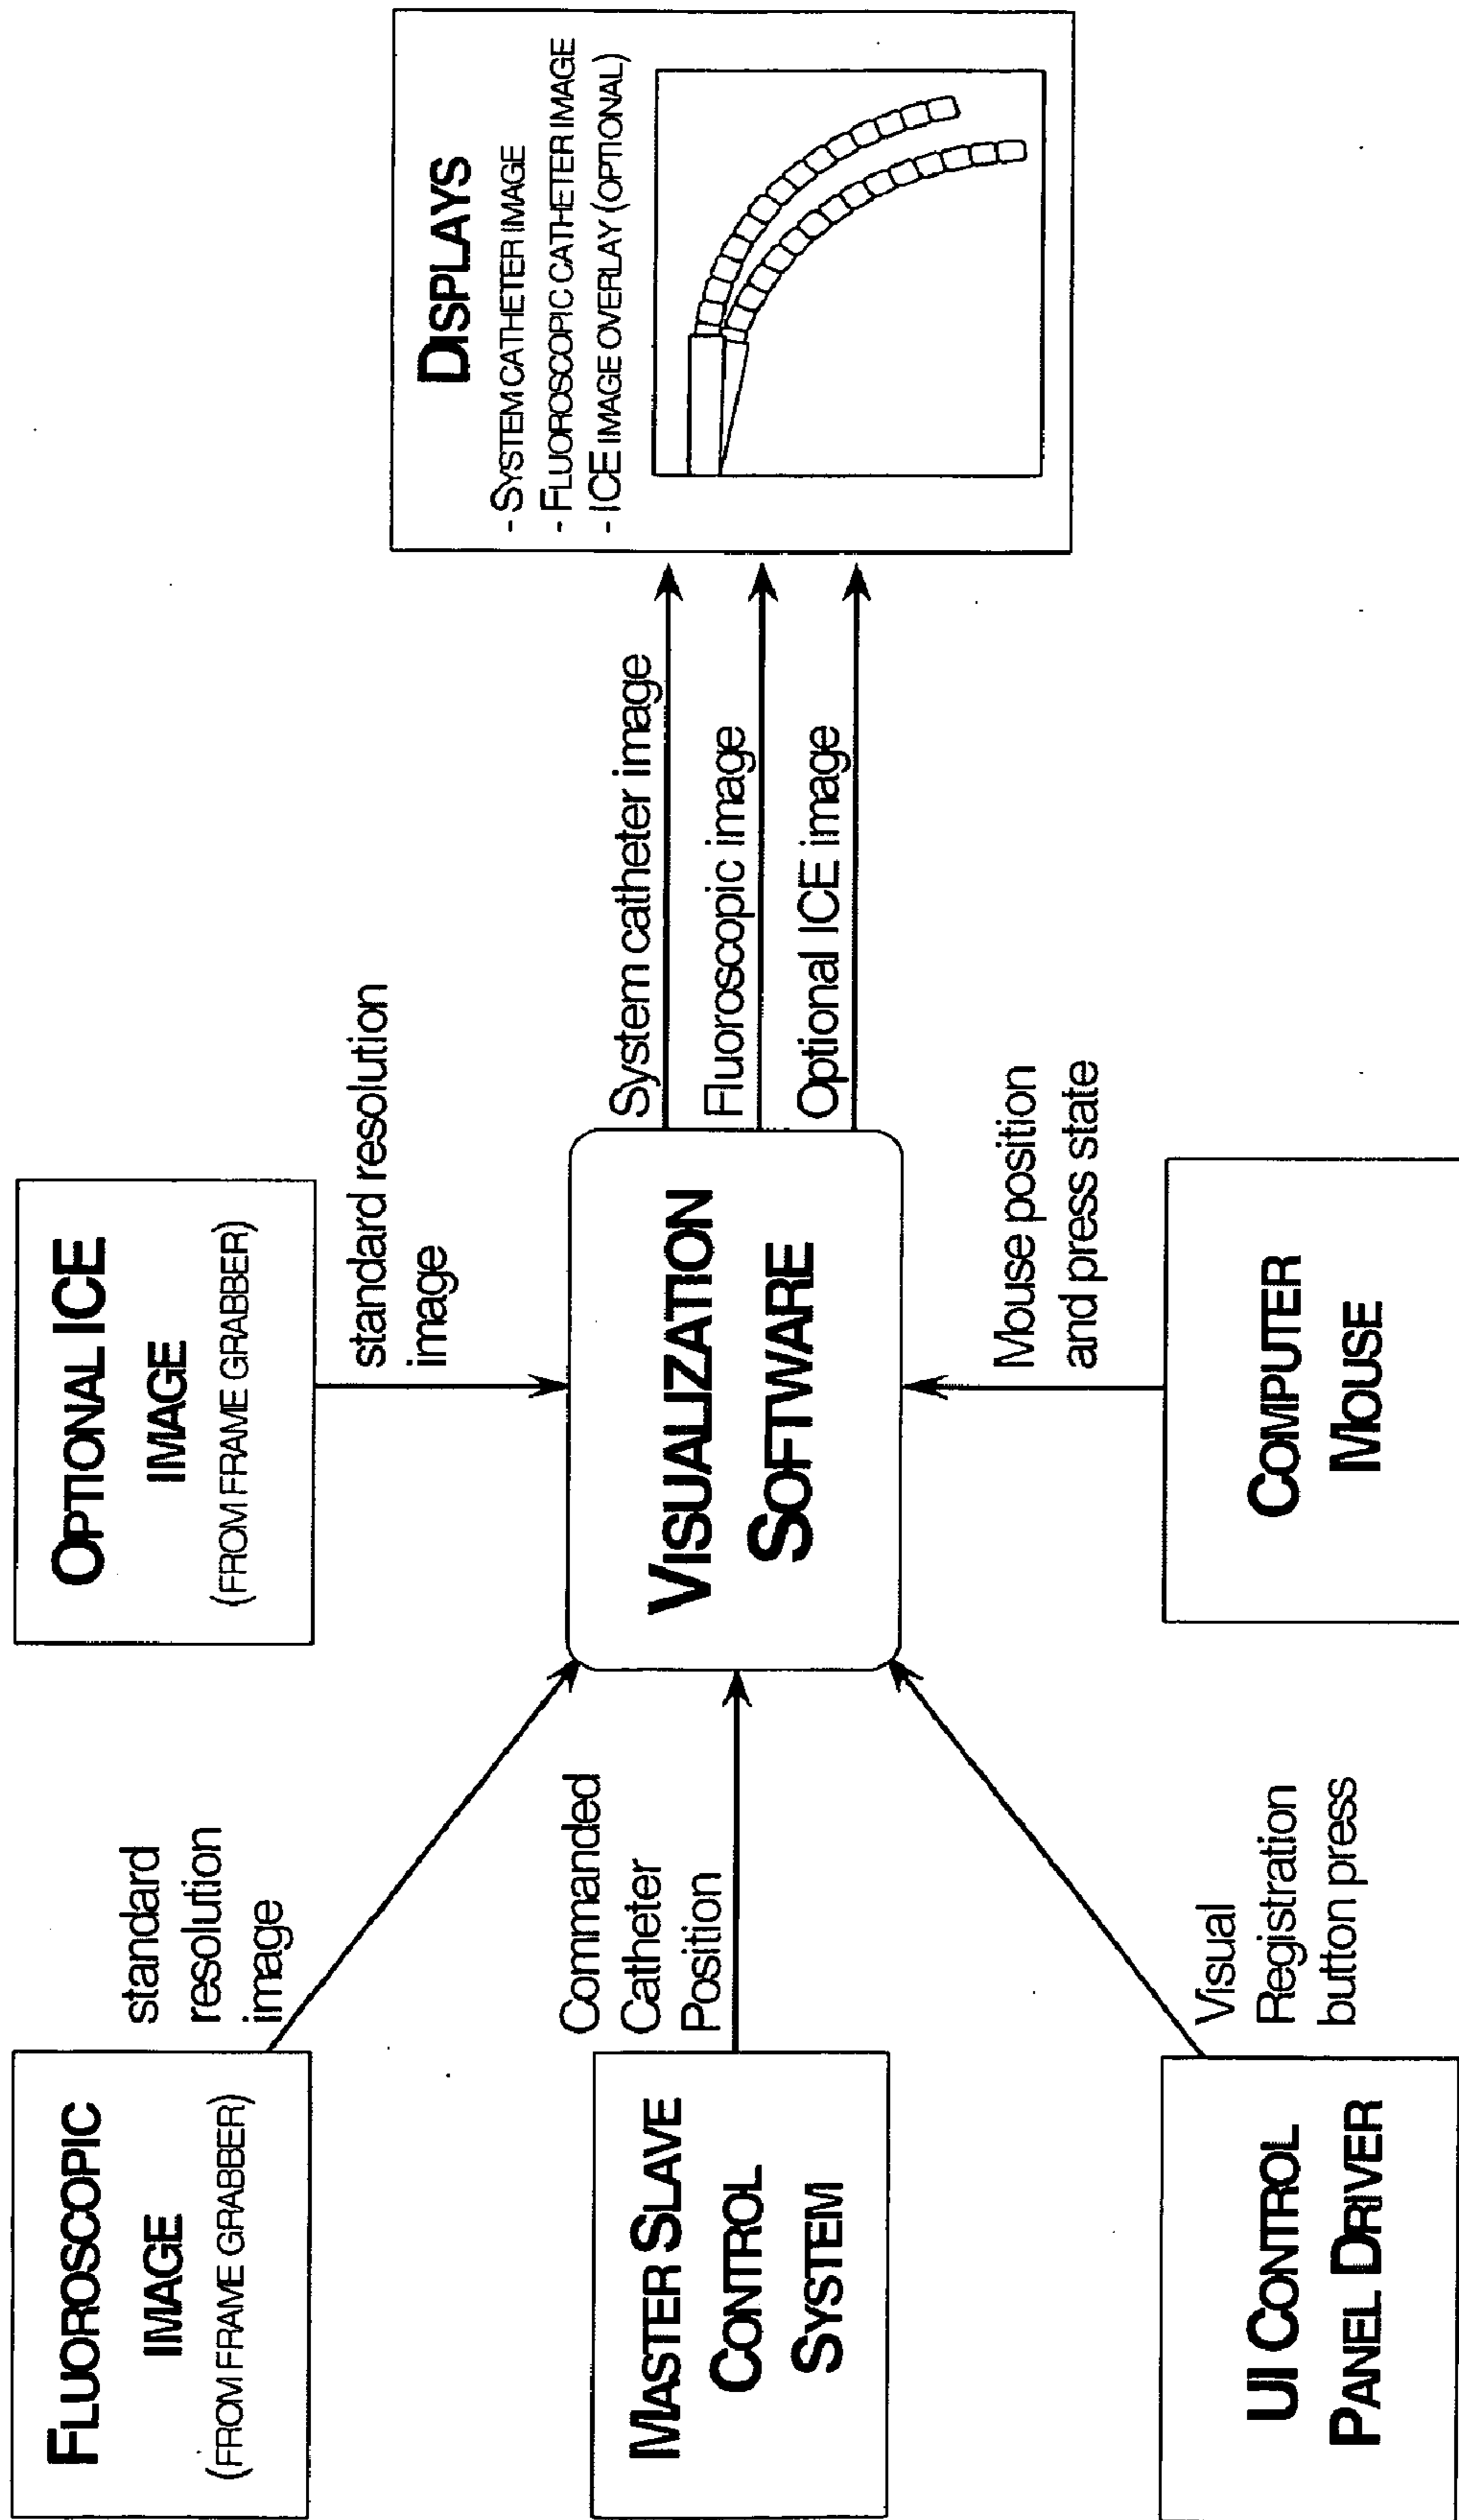 FLUOROSCOPIC
IMAGE
(FROM FRAME GRABBER)
standard
resolution
image
OPTIONAL ICE
IMAGE
(FROM FRAME GRABBER)
standard resolution
image
MASTER SLAVE
CONTROL
SYSTEM
Commanded
Catheter
Position
VISUALIZATION
SOFTWARE
System catheter image
Fluoroscopic image
Optional ICE image
DISPLAYS
- SYSTEM CATHETER IMAGE
- FLUOROSCOPIC CATHETER IMAGE
- ICE IMAGE OVERLAY (OPTIONAL)
UI CONTROL
PANEL DRIVER
Visual
Registration
button press
COMPUTER
MOUSE
Mouse position
and press state